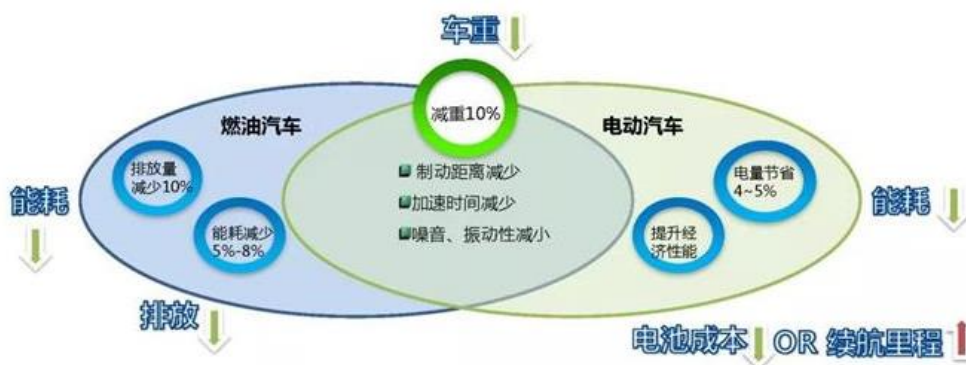 车重
减重10%
燃油汽车
电动汽车
制动距离减少
加速时间减少
噪音、振动性减小
排放量
减少10%
能耗减少
5%-8%
电量节省
4~5%
提升经
济性能
能耗
能耗
排放
电池成本 OR 续航里程